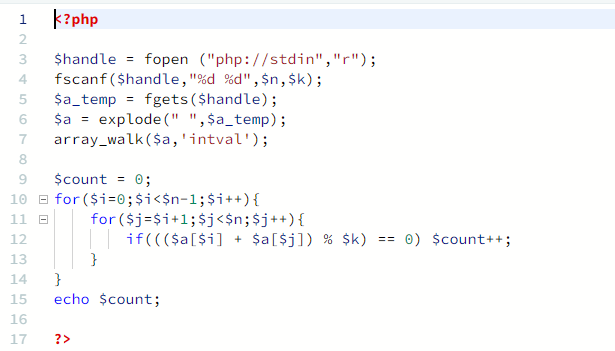 1 <?php
2
3 $handle = fopen ("php://stdin","r");
4 fscanf($handle,"%d %d",$n,$k);
5 $a_temp = fgets($handle);
6 $a = explode(" ",$a_temp);
7 array_walk($a,'intval');
8
9 $count = 0;
10 for($i=0;$i<$n-1;$i++){
11 for($j=$i+1;$j<$n;$j++){
12 if((($a[$i] + $a[$j]) % $k) == 0) $count++;
13 }
14 }
15 echo $count;
16
17 ?>